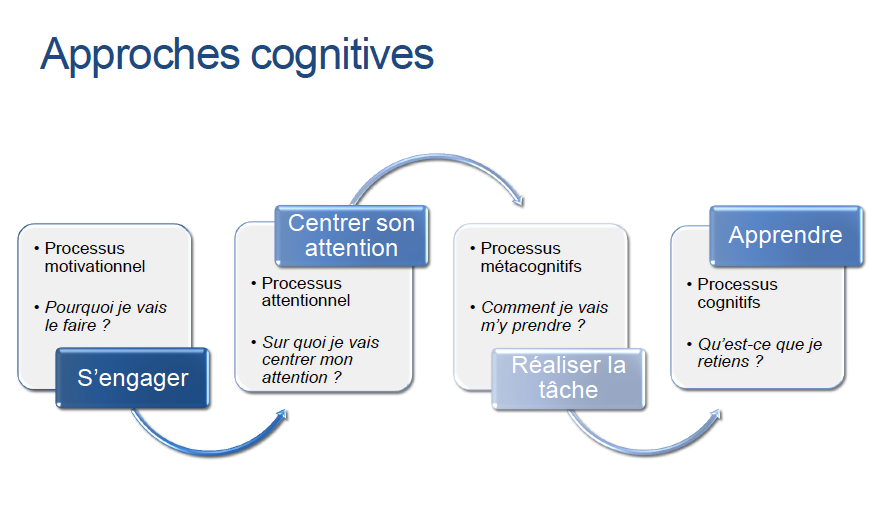 Approches cognitives
• Processus
motivationnel
• Pourquoi je vais
le faire ?
S'engager
Centrer son
attention
• Processus
attentionnel
• Sur quoi je vais
centrer mon
attention ?
• Processus
métacognitifs
• Comment je vais
m'y prendre ?
Réaliser la
tâche
Apprendre
• Processus
cognitifs
• Qu'est-ce que je
retiens ?